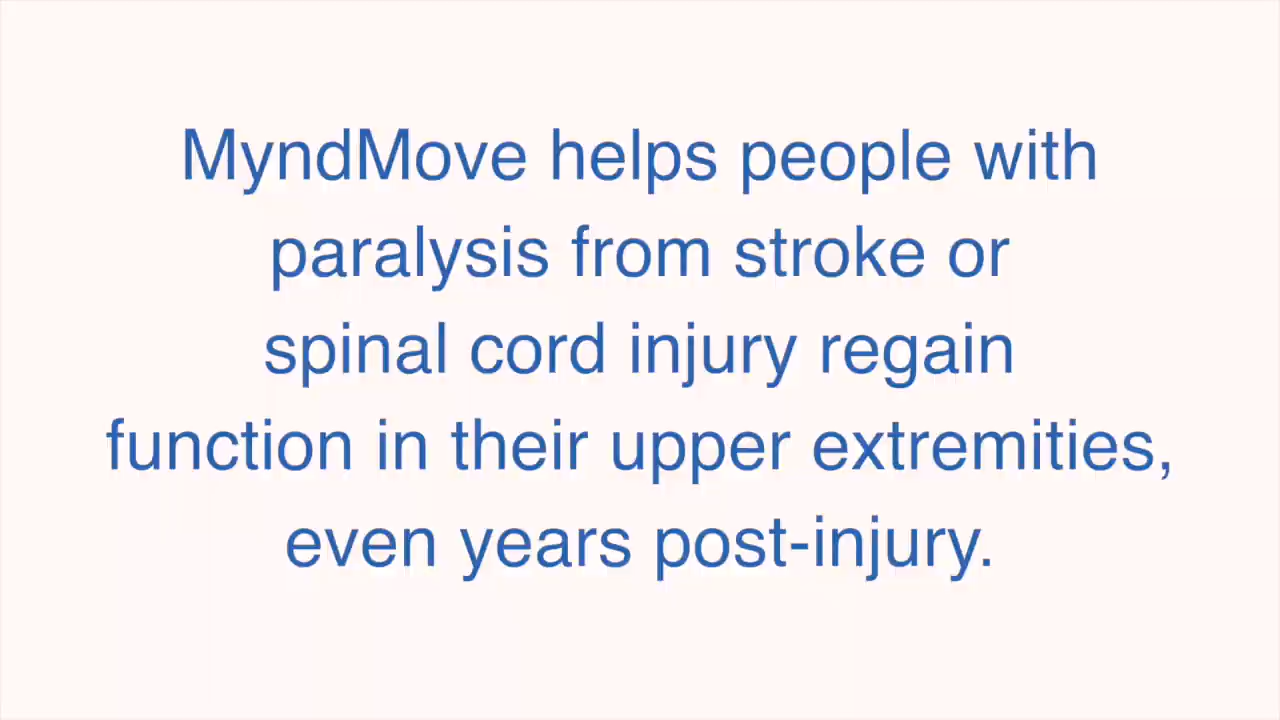 MyndMove helps people with
paralysis from stroke or
spinal cord injury regain
function in their upper extremities,
even years post-injury.